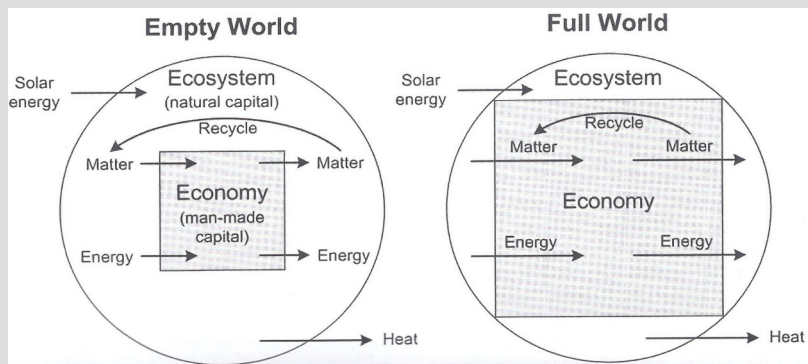 Empty World
Solar
energy
Ecosystem
(natural capital)
Recycle
Matter
Matter
Economy
(man-made
capital)
Energy
Energy
Heat
Full World
Solar
energy
Ecosystem
Recycle
Matter
Matter
Economy
Energy
Energy
Heat